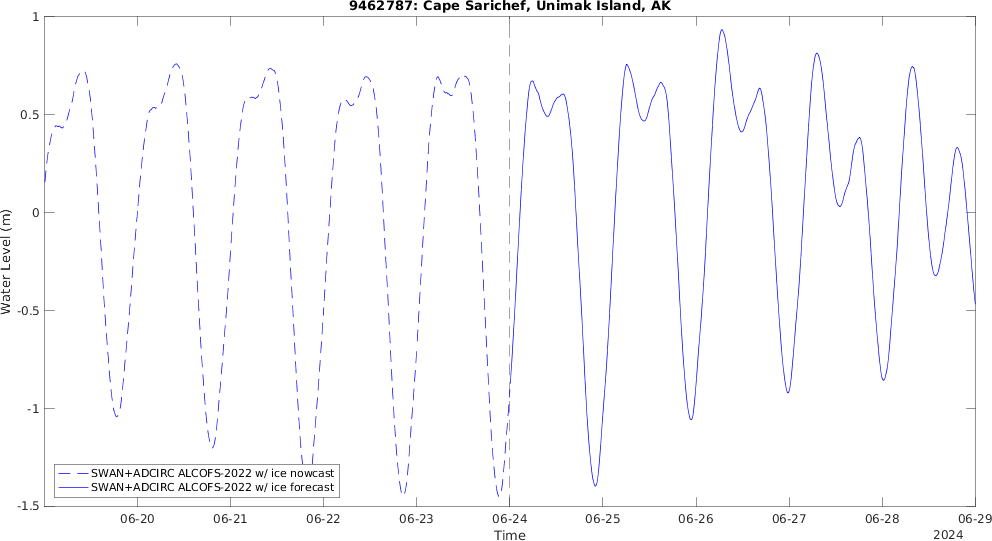 9462787: Cape Sarichef, Unimak Island, AK
1
0.5
0
-0.5
-1
-1.5
Water Level (m)
SWAN+ADCIRC ALCOFS-2022 w/ ice nowcast
SWAN+ADCIRC ALCOFS-2022 w/ ice forecast
06-20 06-21 06-22 06-23 06-24 06-25 06-26 06-27 06-28 06-29
Time
2024